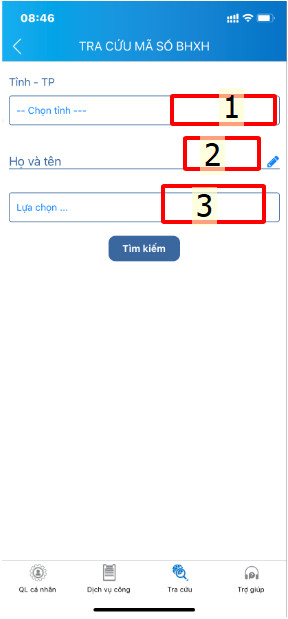 08:46
TRA CỨU MÃ SỐ BHXH
Tỉnh - TP
-- Chọn tỉnh --- 1
Họ và tên 2
Lựa chọn ... 3
Tìm kiếm
QL cá nhân Dịch vụ công Tra cứu Trợ giúp